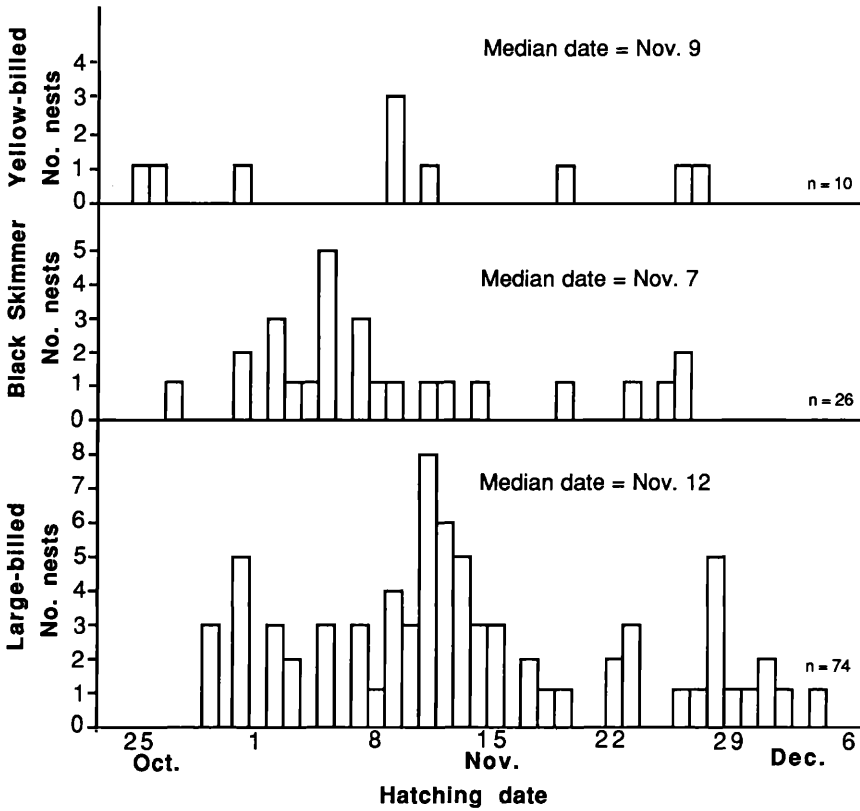 Yellow-billed
No. nests
4
3
2
1
0
Median date = Nov. 9
n = 10
Black Skimmer
No. nests
5
4
3
2
1
0
Median date = Nov. 7
n = 26
Large-billed
No. nests
8
7
6
5
4
3
2
1
0
Median date = Nov. 12
n = 74
25 1 8 15 22 29 6
Oct. Nov. Dec.
Hatching date